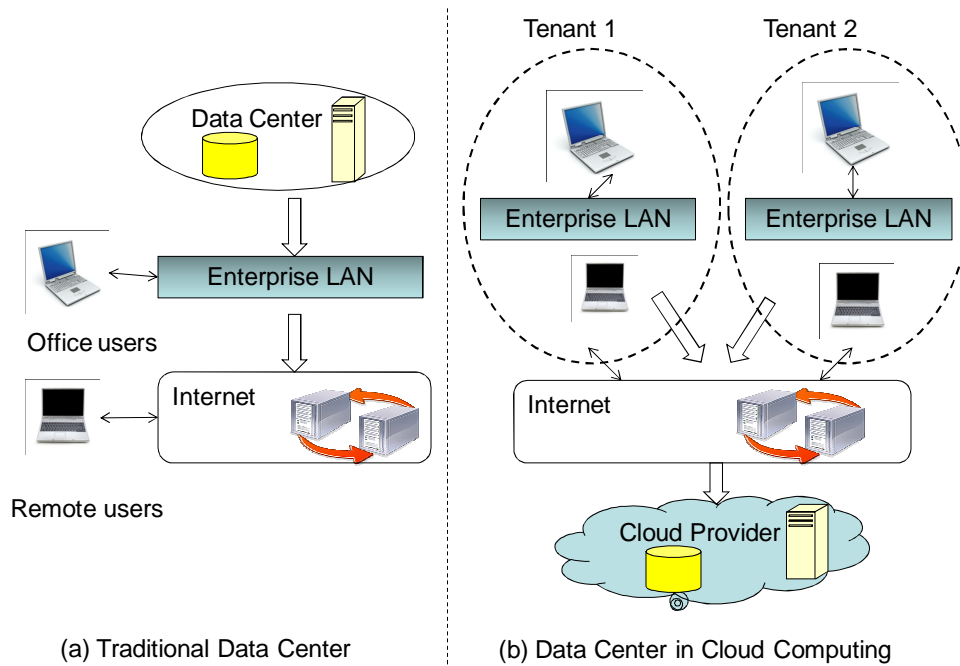 Data Center
Enterprise LAN
Office users
Internet
Remote users
(a) Traditional Data Center
Tenant 1
Tenant 2
Enterprise LAN
Enterprise LAN
Internet
Cloud Provider
(b) Data Center in Cloud Computing